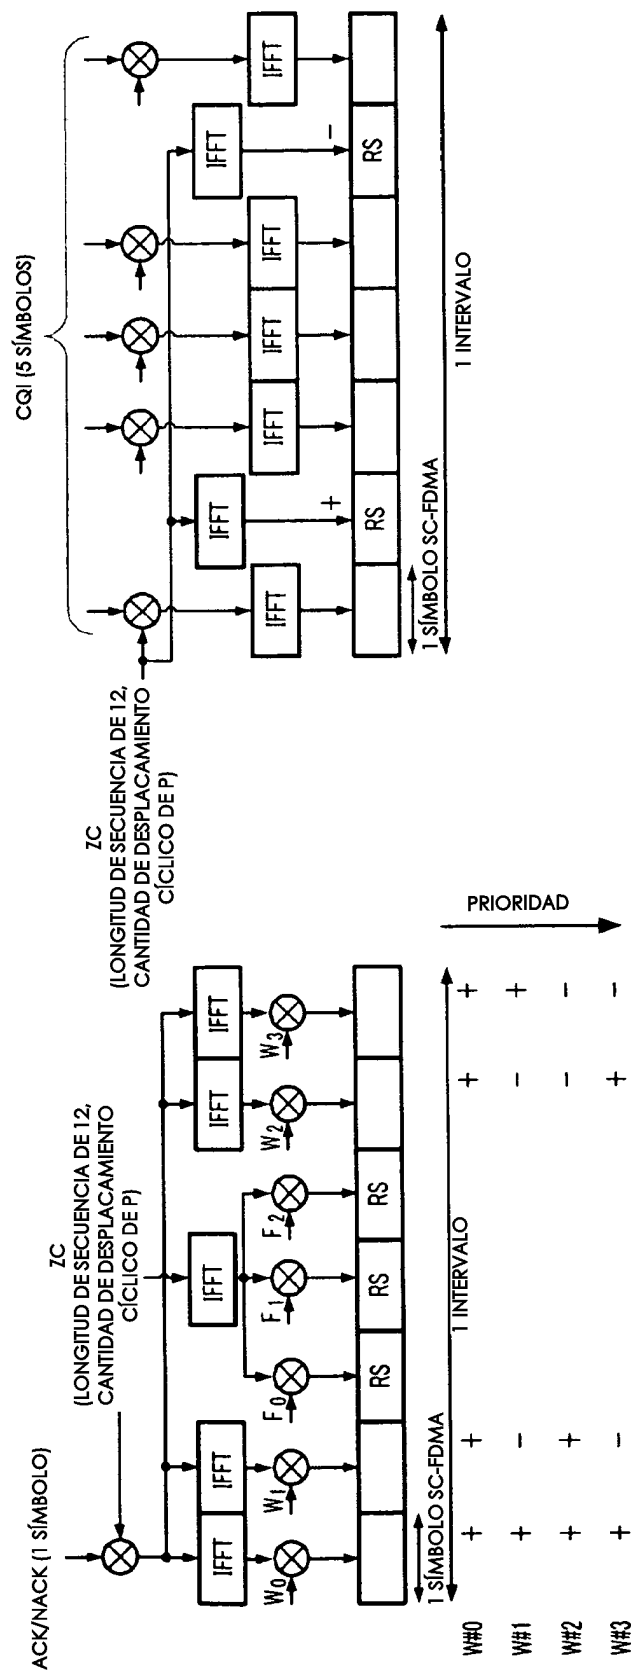 ACK/NACK (1 SÍMBOLO)
ZC
(LONGITUD DE SECUENCIA DE 12,
CANTIDAD DE DESPLACAMIENTO
CÍCLICO DE P)
IFFT IFFT IFFT IFFT IFFT
W0 W1 F0 F1 F2 W2 W3
RS RS RS
1 SÍMBOLO SC-FDMA
1 INTERVALO
W#0 + + + +
W#1 + − − +
W#2 + + − −
W#3 + − + −
PRIORIDAD
CQI (5 SÍMBOLOS)
ZC
(LONGITUD DE SECUENCIA DE 12,
CANTIDAD DE DESPLACAMIENTO
CÍCLICO DE P)
IFFT IFFT
IFFT IFFT IFFT IFFT IFFT
+ −
RS RS
1 SÍMBOLO SC-FDMA
1 INTERVALO